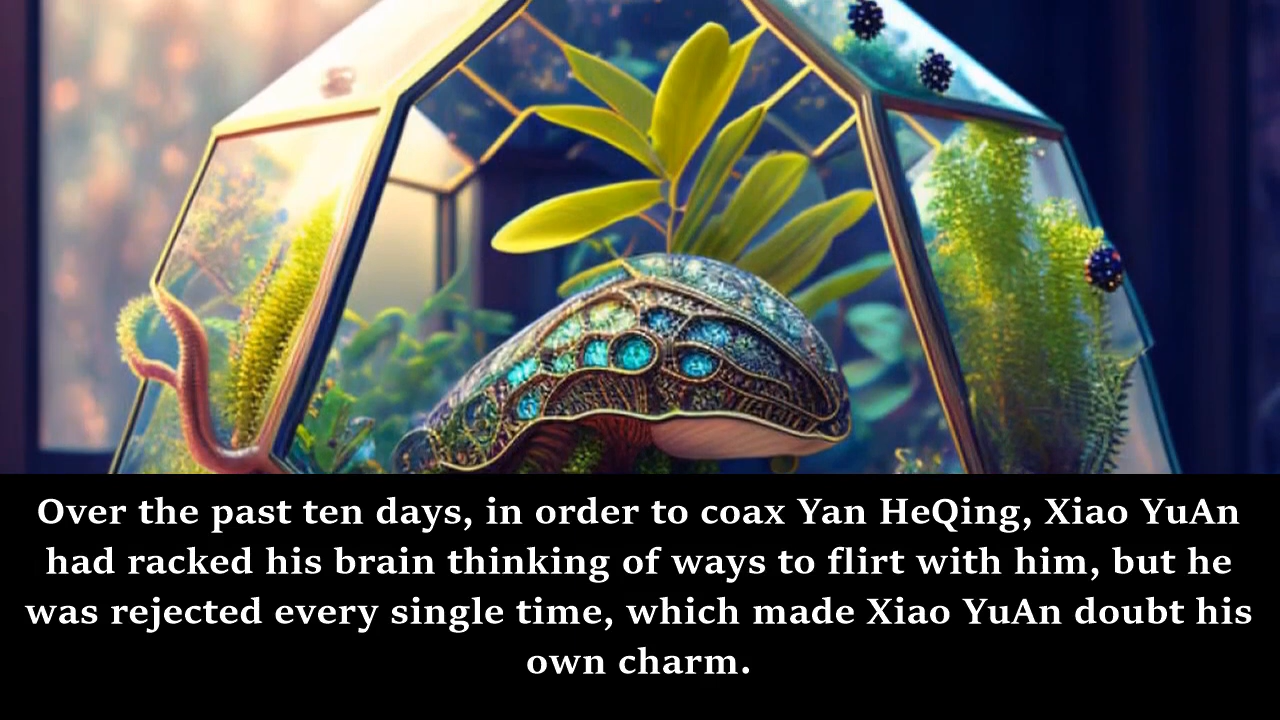 Over the past ten days, in order to coax Yan HeQing, Xiao YuAn
had racked his brain thinking of ways to flirt with him, but he
was rejected every single time, which made Xiao YuAn doubt his
own charm.